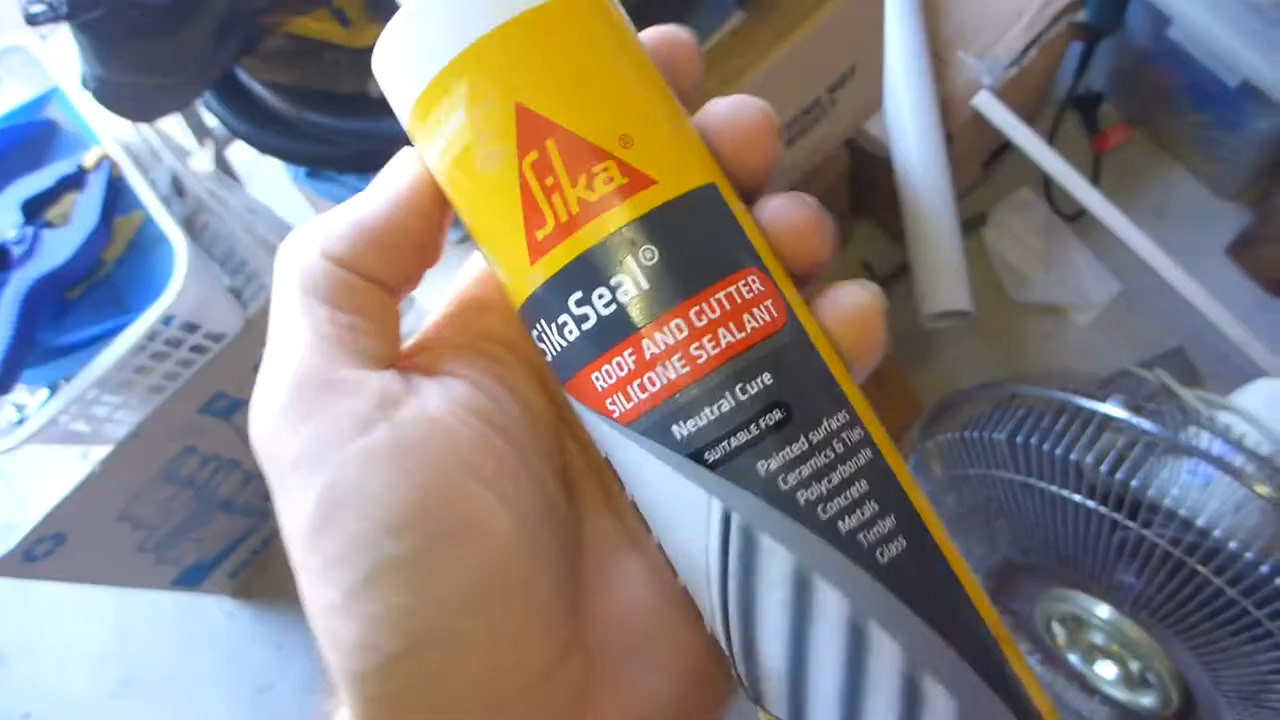 Sika®
SikaSeal®
ROOF AND GUTTER
SILICONE SEALANT
Neutral Cure
SUITABLE FOR:
Painted surfaces
Ceramics & Tiles
Polycarbonate
Concrete
Metals
Timber
Glass